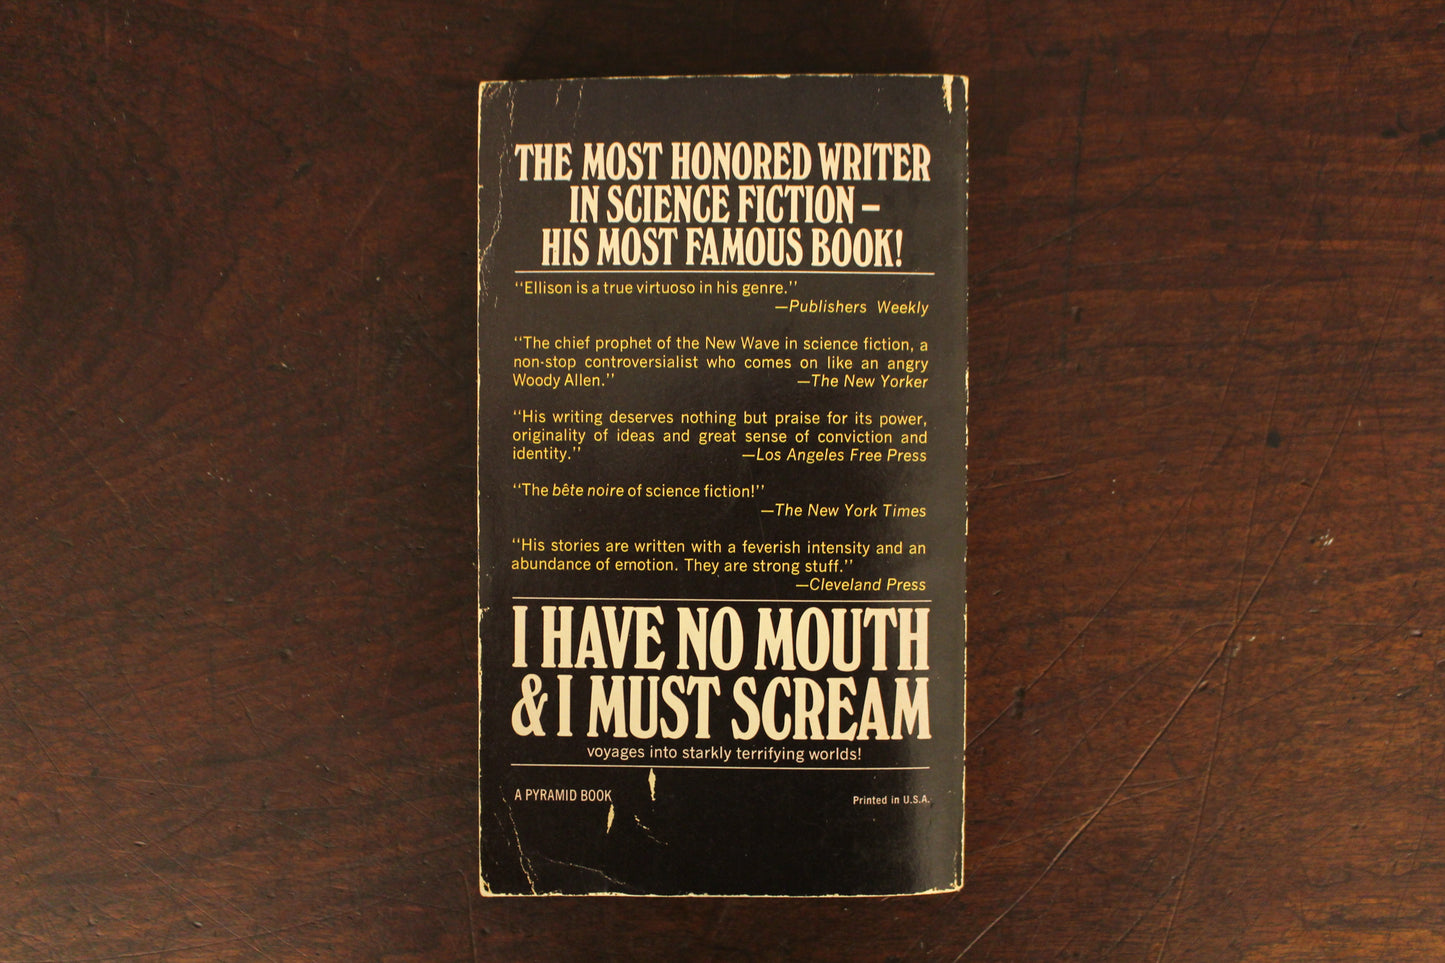 THE MOST HONORED WRITER
IN SCIENCE FICTION –
HIS MOST FAMOUS BOOK!
"Ellison is a true virtuoso in his genre."
—Publishers Weekly
"The chief prophet of the New Wave in science fiction, a
non-stop controversialist who comes on like an angry
Woody Allen." —The New Yorker
"His writing deserves nothing but praise for its power,
originality of ideas and great sense of conviction and
identity." —Los Angeles Free Press
"The bête noire of science fiction!"
—The New York Times
"His stories are written with a feverish intensity and an
abundance of emotion. They are strong stuff."
—Cleveland Press
I HAVE NO MOUTH
& I MUST SCREAM
voyages into starkly terrifying worlds!
A PYRAMID BOOK Printed in U.S.A.